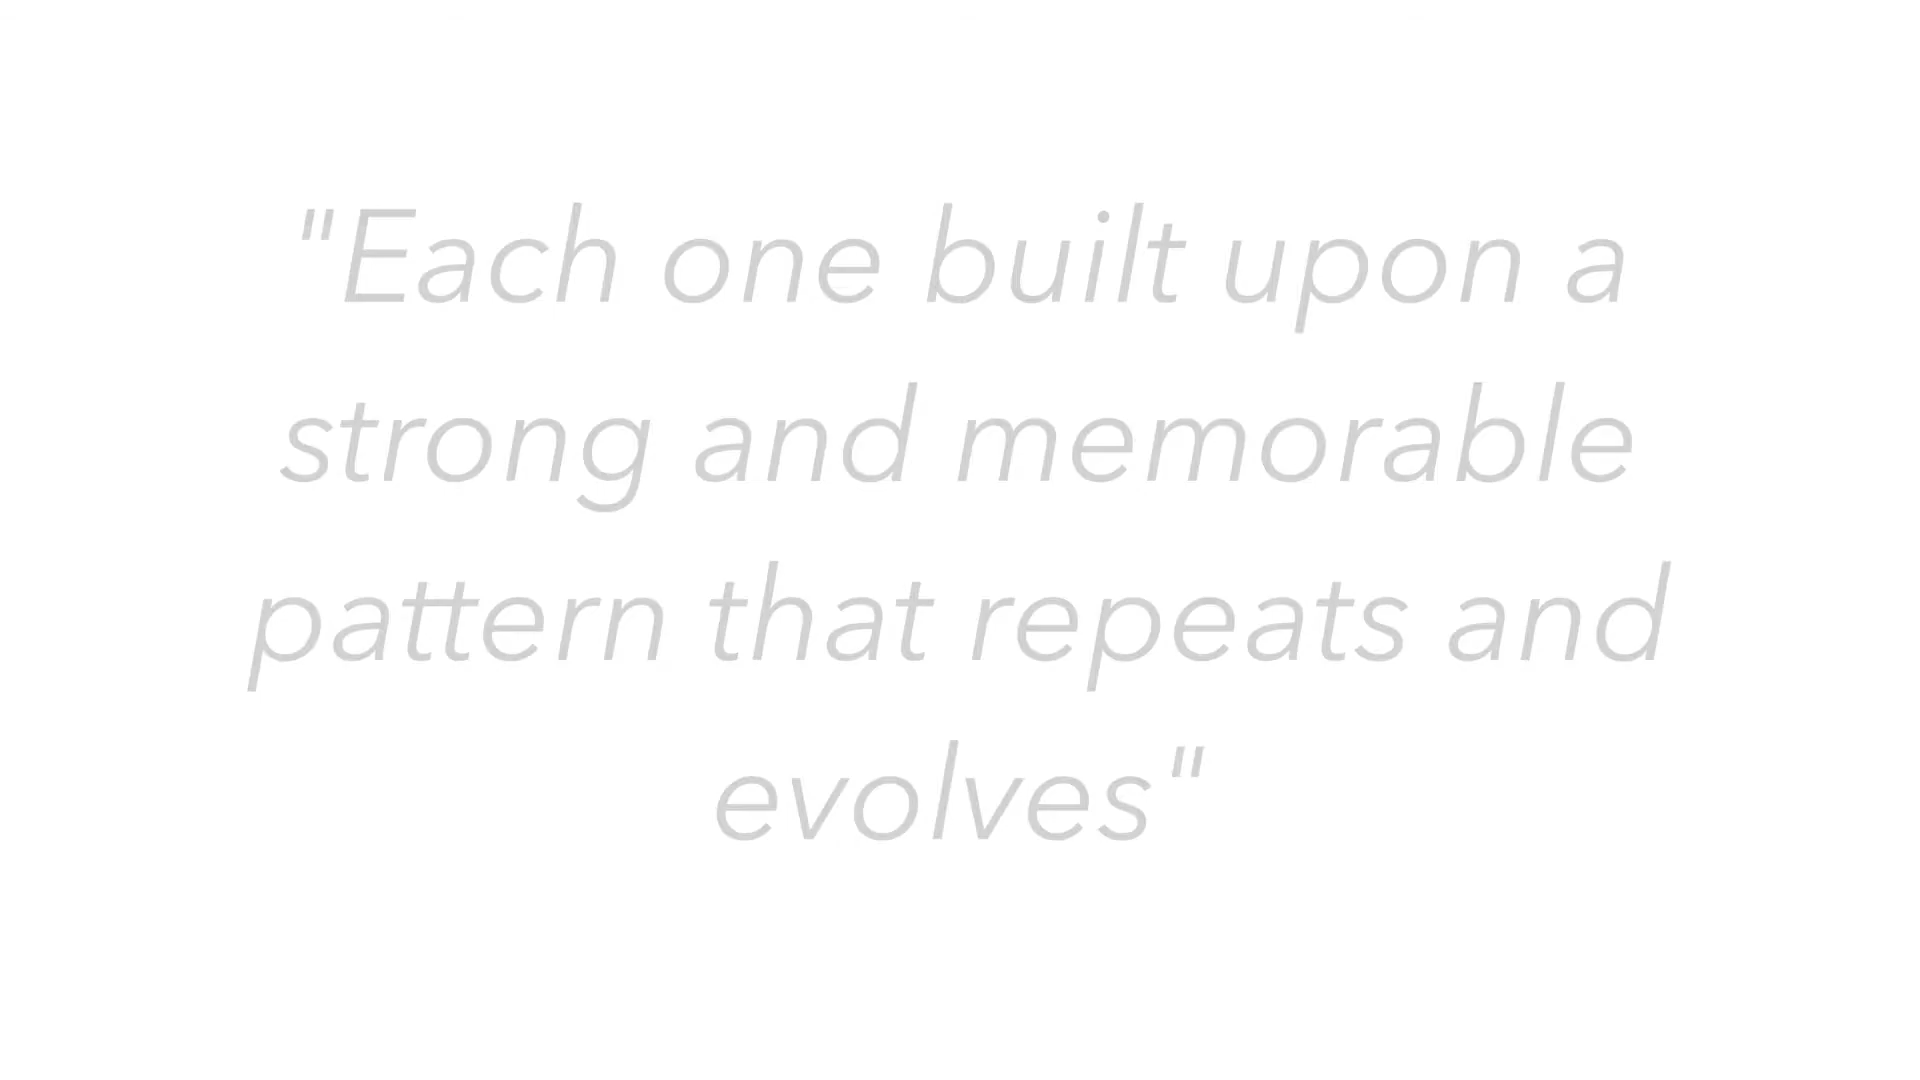 "Each one built upon a
strong and memorable
pattern that repeats and
evolves"